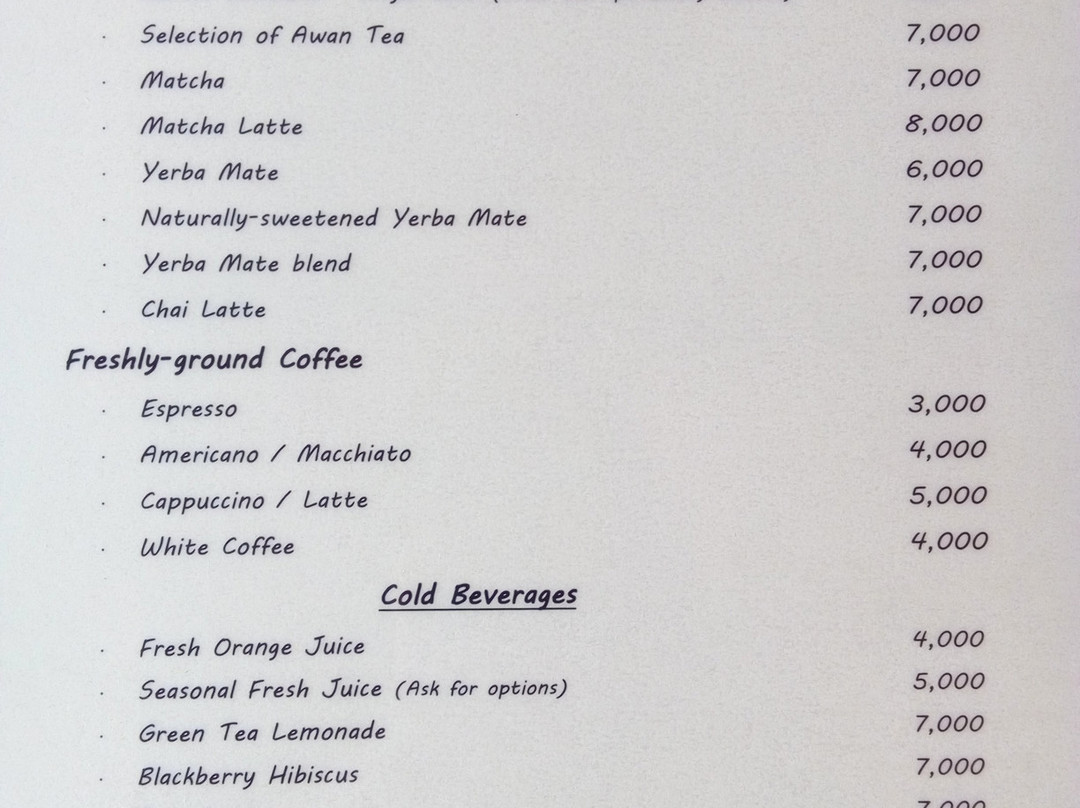 · Selection of Awan Tea 7,000
· Matcha 7,000
· Matcha Latte 8,000
· Yerba Mate 6,000
· Naturally-sweetened Yerba Mate 7,000
· Yerba Mate blend 7,000
· Chai Latte 7,000
Freshly-ground Coffee
· Espresso 3,000
· Americano / Macchiato 4,000
· Cappuccino / Latte 5,000
· White Coffee 4,000
Cold Beverages
· Fresh Orange Juice 4,000
· Seasonal Fresh Juice (Ask for options) 5,000
· Green Tea Lemonade 7,000
· Blackberry Hibiscus 7,000